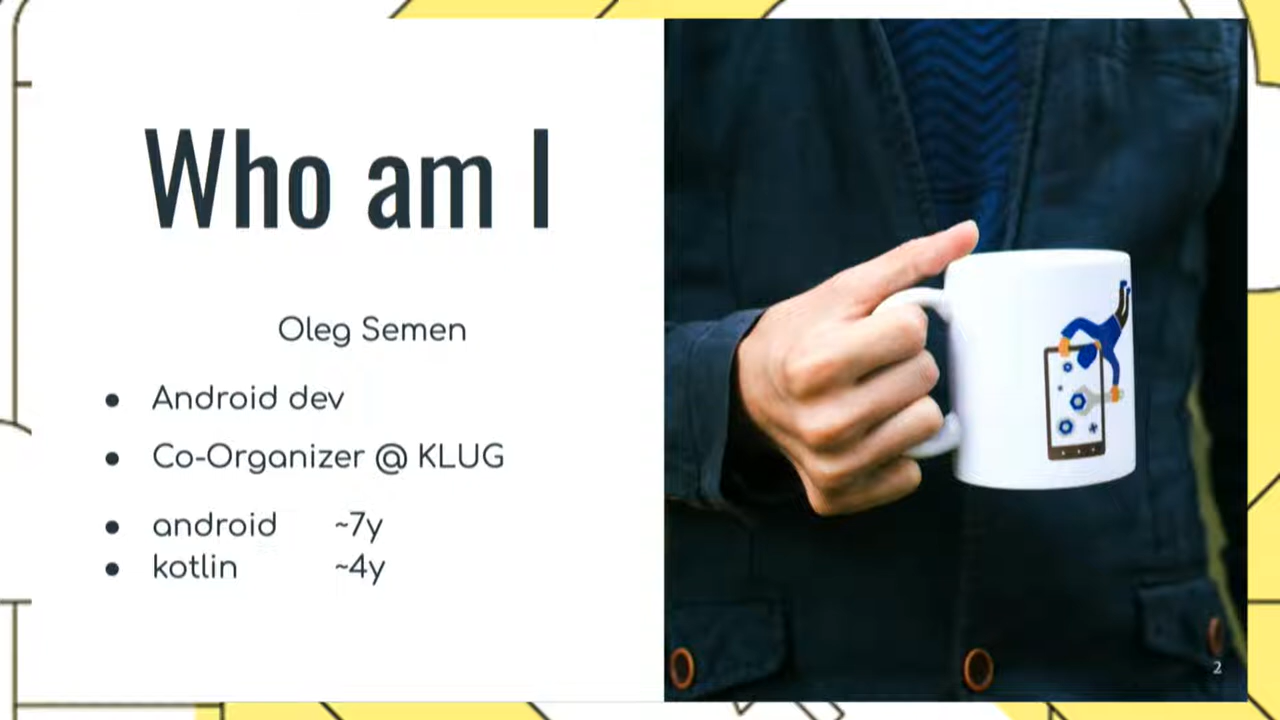 Who am I
Oleg Semen
● Android dev
● Co-Organizer @ KLUG
● android ~7y
● kotlin ~4y
2